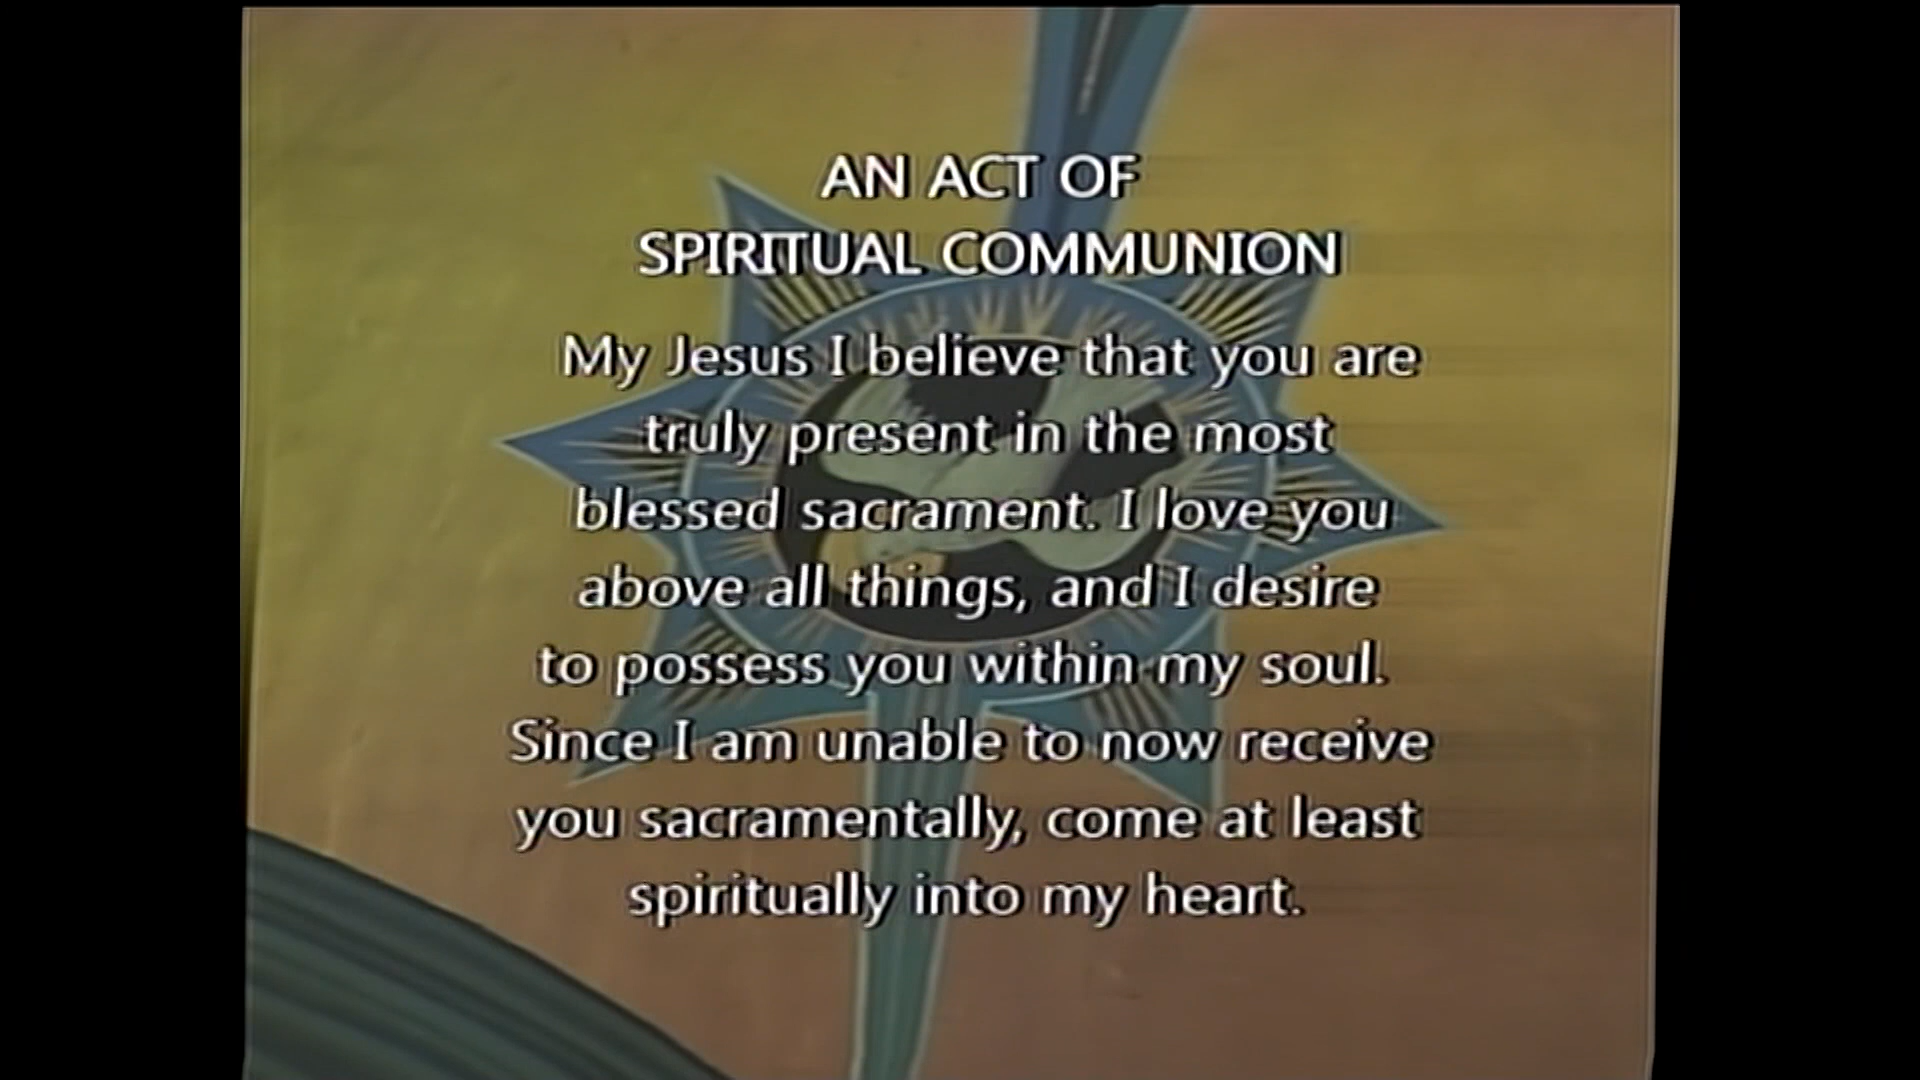 AN ACT OF
SPIRITUAL COMMUNION
My Jesus I believe that you are
truly present in the most
blessed sacrament. I love you
above all things, and I desire
to possess you within my soul.
Since I am unable to now receive
you sacramentally, come at least
spiritually into my heart.